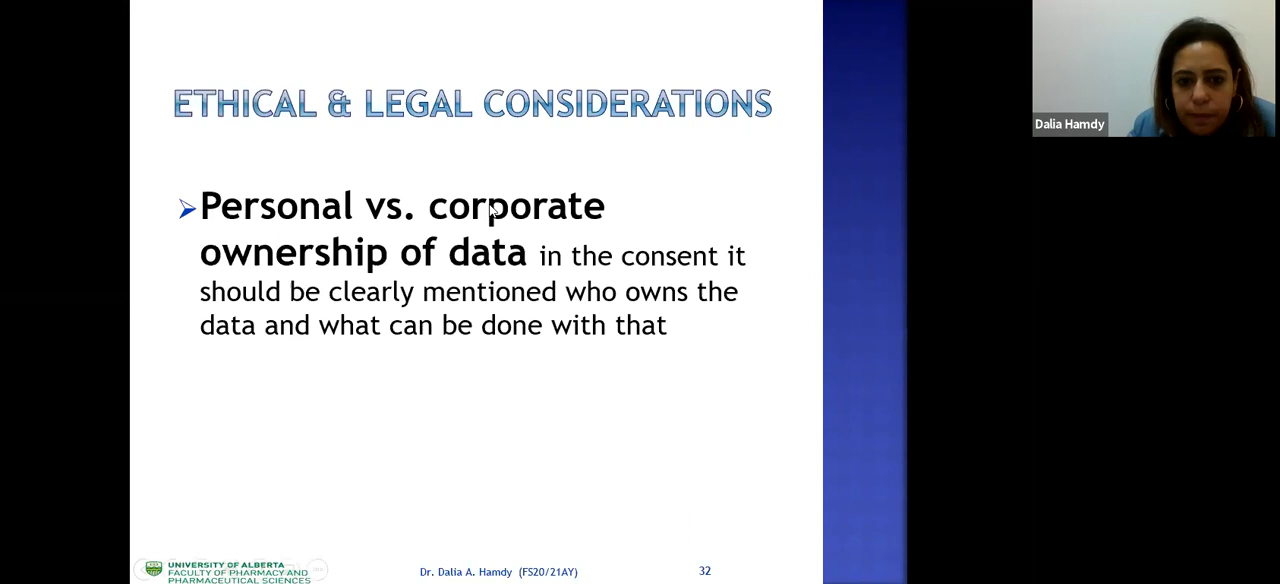 ETHICAL & LEGAL CONSIDERATIONS
Dalia Hamdy
Personal vs. corporate
ownership of data in the consent it
should be clearly mentioned who owns the
data and what can be done with that
UNIVERSITY OF ALBERTA
FACULTY OF PHARMACY AND
PHARMACEUTICAL SCIENCES
Dr. Dalia A. Hamdy (FS20/21AY)
32